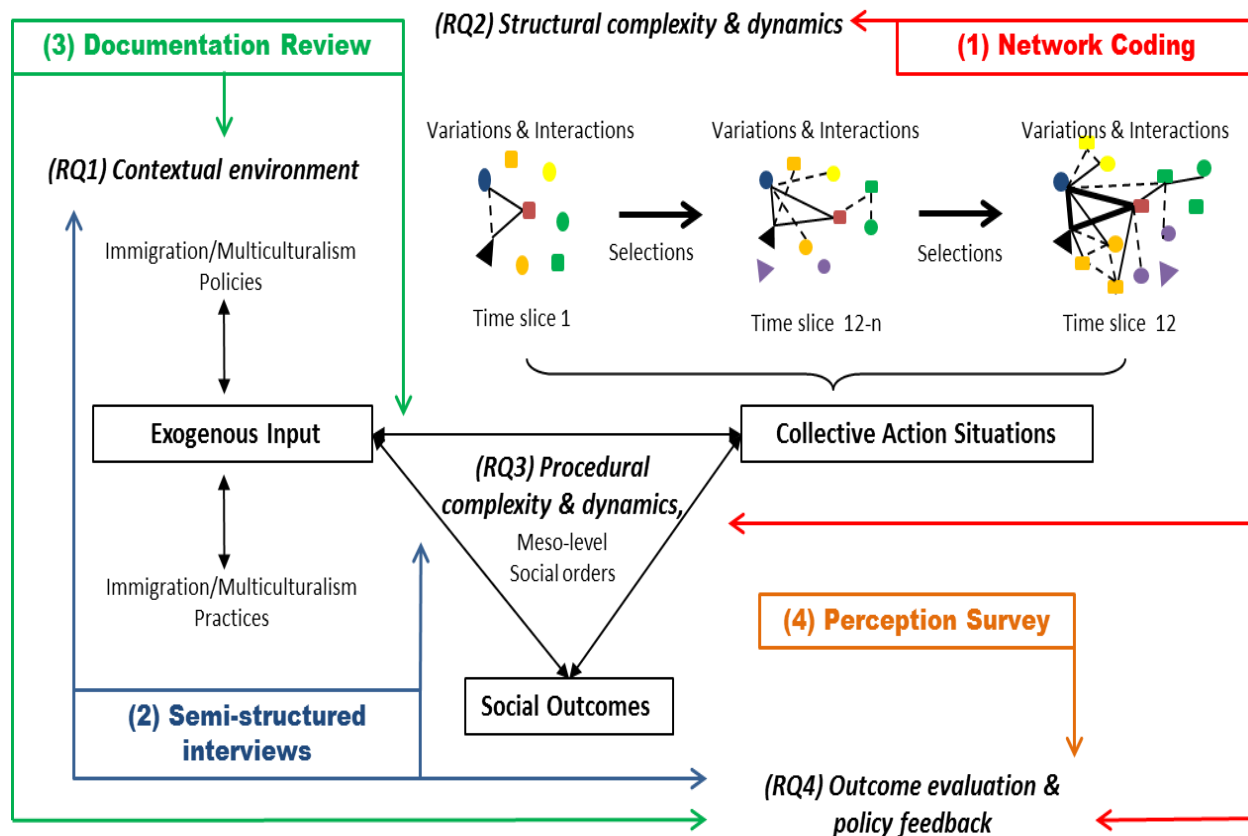 (3) Documentation Review
(RQ2) Structural complexity & dynamics
(1) Network Coding
(RQ1) Contextual environment
Variations & Interactions
Variations & Interactions
Variations & Interactions
Selections
Selections
Time slice 1
Time slice 12-n
Time slice 12
Immigration/Multiculturalism
Policies
Exogenous Input
Collective Action Situations
(RQ3) Procedural
complexity & dynamics,
Meso-level
Social orders
Immigration/Multiculturalism
Practices
(4) Perception Survey
Social Outcomes
(2) Semi-structured
interviews
(RQ4) Outcome evaluation &
policy feedback